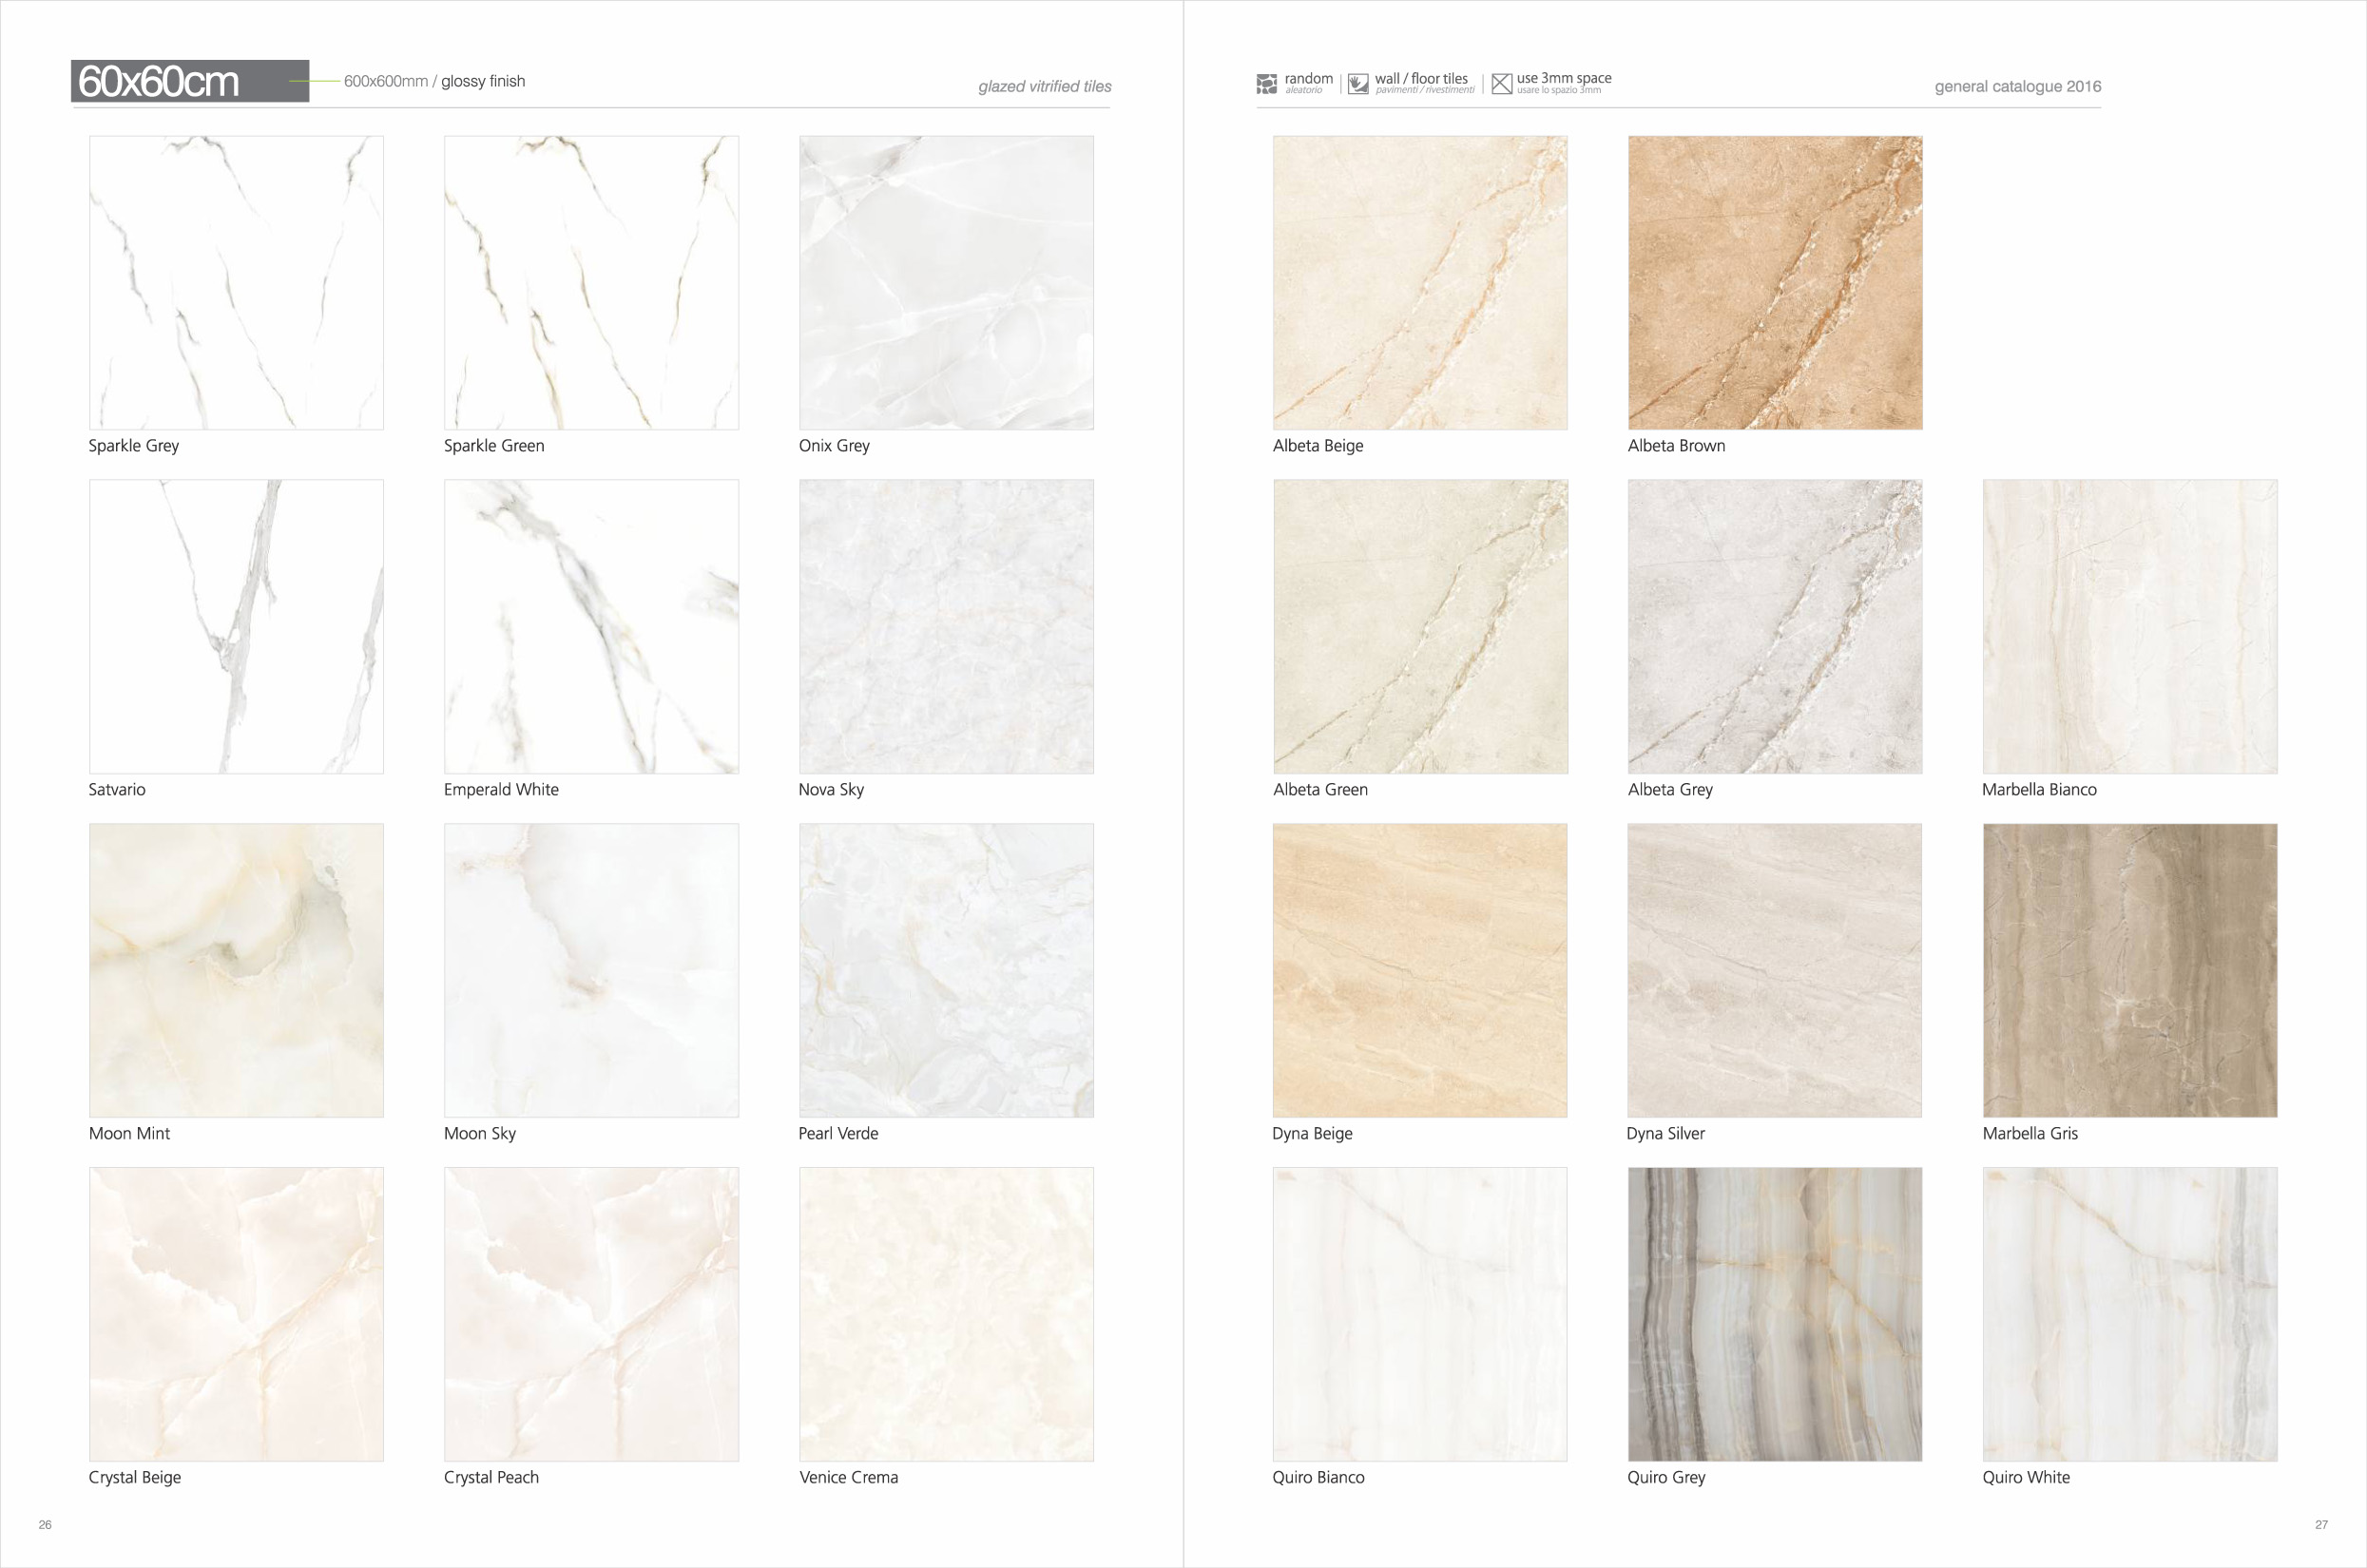 60x60cm
600x600mm / glossy finish
glazed vitrified tiles
Sparkle Grey
Sparkle Green
Onix Grey
Satvario
Emperald White
Nova Sky
Moon Mint
Moon Sky
Pearl Verde
Crystal Beige
Crystal Peach
Venice Crema
26
random
aleatorio
wall / floor tiles
pavimenti / rivestimenti
use 3mm space
usare lo spazio 3mm
general catalogue 2016
Albeta Beige
Albeta Brown
Albeta Green
Albeta Grey
Marbella Bianco
Dyna Beige
Dyna Silver
Marbella Gris
Quiro Bianco
Quiro Grey
Quiro White
27